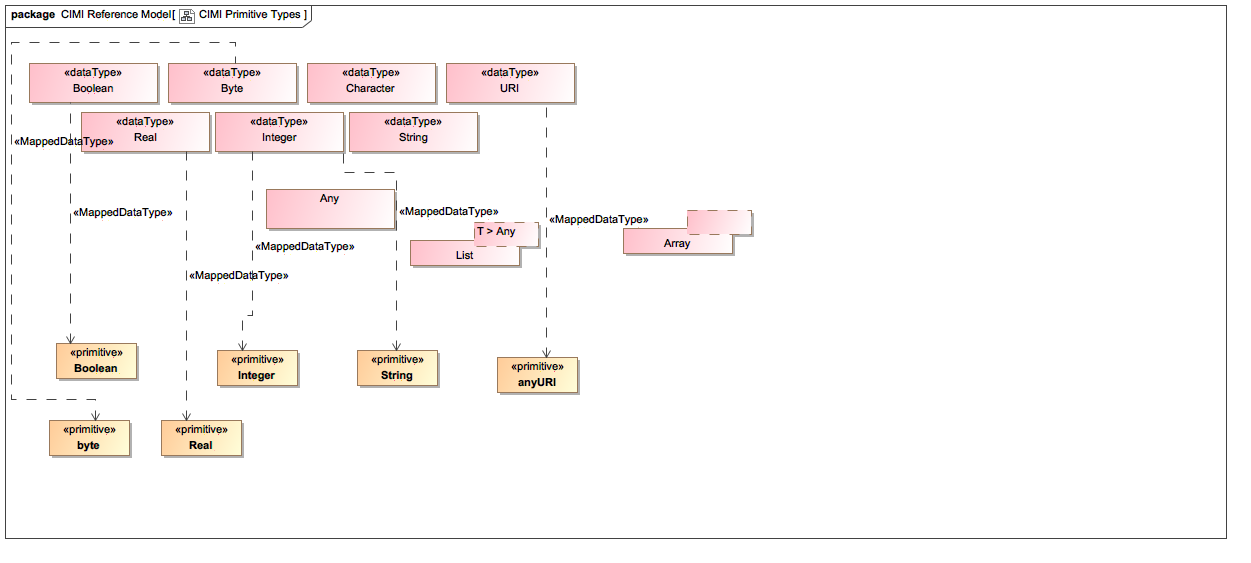 package CIMI Reference Model[ CIMI Primitive Types ]
«dataType»
Boolean
«dataType»
Byte
«dataType»
Character
«dataType»
URI
«dataType»
Real
«dataType»
Integer
«dataType»
String
«MappedDataType»
Any
«MappedDataType»
«MappedDataType»
«MappedDataType»
T > Any
List
Array
«MappedDataType»
«MappedDataType»
«primitive»
Boolean
«primitive»
Integer
«primitive»
String
«primitive»
anyURI
«primitive»
byte
«primitive»
Real